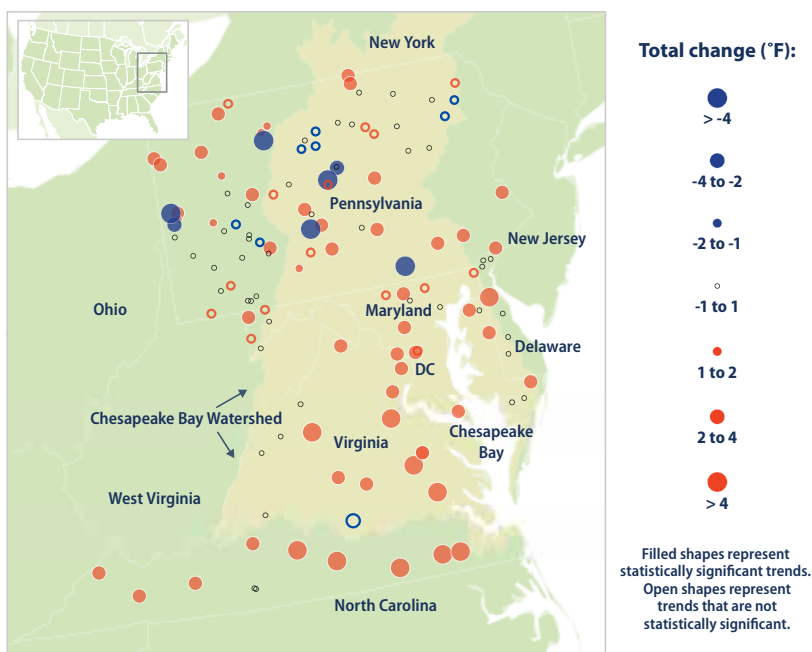 New York
Pennsylvania
New Jersey
Ohio
Maryland
Delaware
DC
Chesapeake Bay Watershed
Virginia
Chesapeake
Bay
West Virginia
North Carolina
Total change (˚F):
> -4
-4 to -2
-2 to -1
-1 to 1
1 to 2
2 to 4
> 4
Filled shapes represent
statistically significant trends.
Open shapes represent
trends that are not
statistically significant.